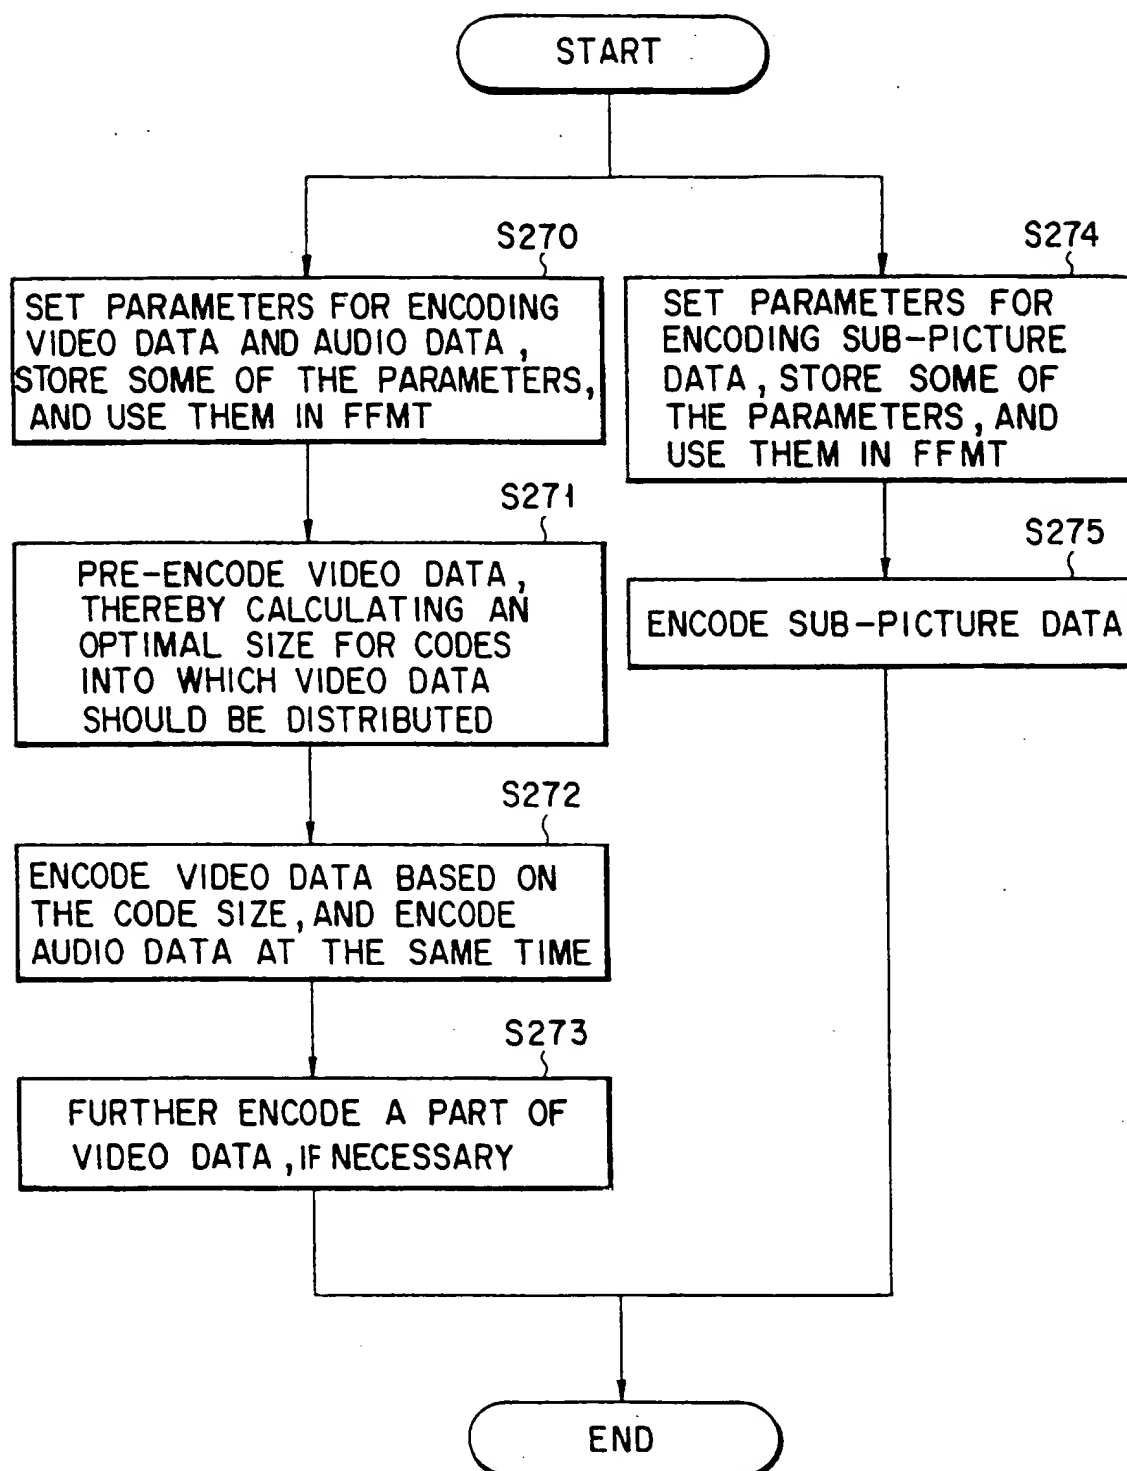 START
S270
SET PARAMETERS FOR ENCODING
VIDEO DATA AND AUDIO DATA,
STORE SOME OF THE PARAMETERS,
AND USE THEM IN FFMT
S271
PRE-ENCODE VIDEO DATA,
THEREBY CALCULATING AN
OPTIMAL SIZE FOR CODES
INTO WHICH VIDEO DATA
SHOULD BE DISTRIBUTED
S272
ENCODE VIDEO DATA BASED ON
THE CODE SIZE, AND ENCODE
AUDIO DATA AT THE SAME TIME
S273
FURTHER ENCODE A PART OF
VIDEO DATA, IF NECESSARY
S274
SET PARAMETERS FOR
ENCODING SUB-PICTURE
DATA, STORE SOME OF
THE PARAMETERS, AND
USE THEM IN FFMT
S275
ENCODE SUB-PICTURE DATA
END